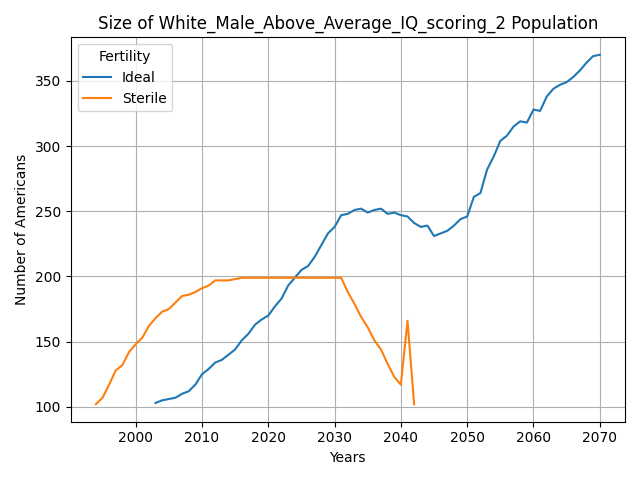 Size of White_Male_Above_Average_IQ_scoring_2 Population
Fertility
Ideal
Sterile
350
300
250
200
150
100
Number of Americans
2000 2010 2020 2030 2040 2050 2060 2070
Years